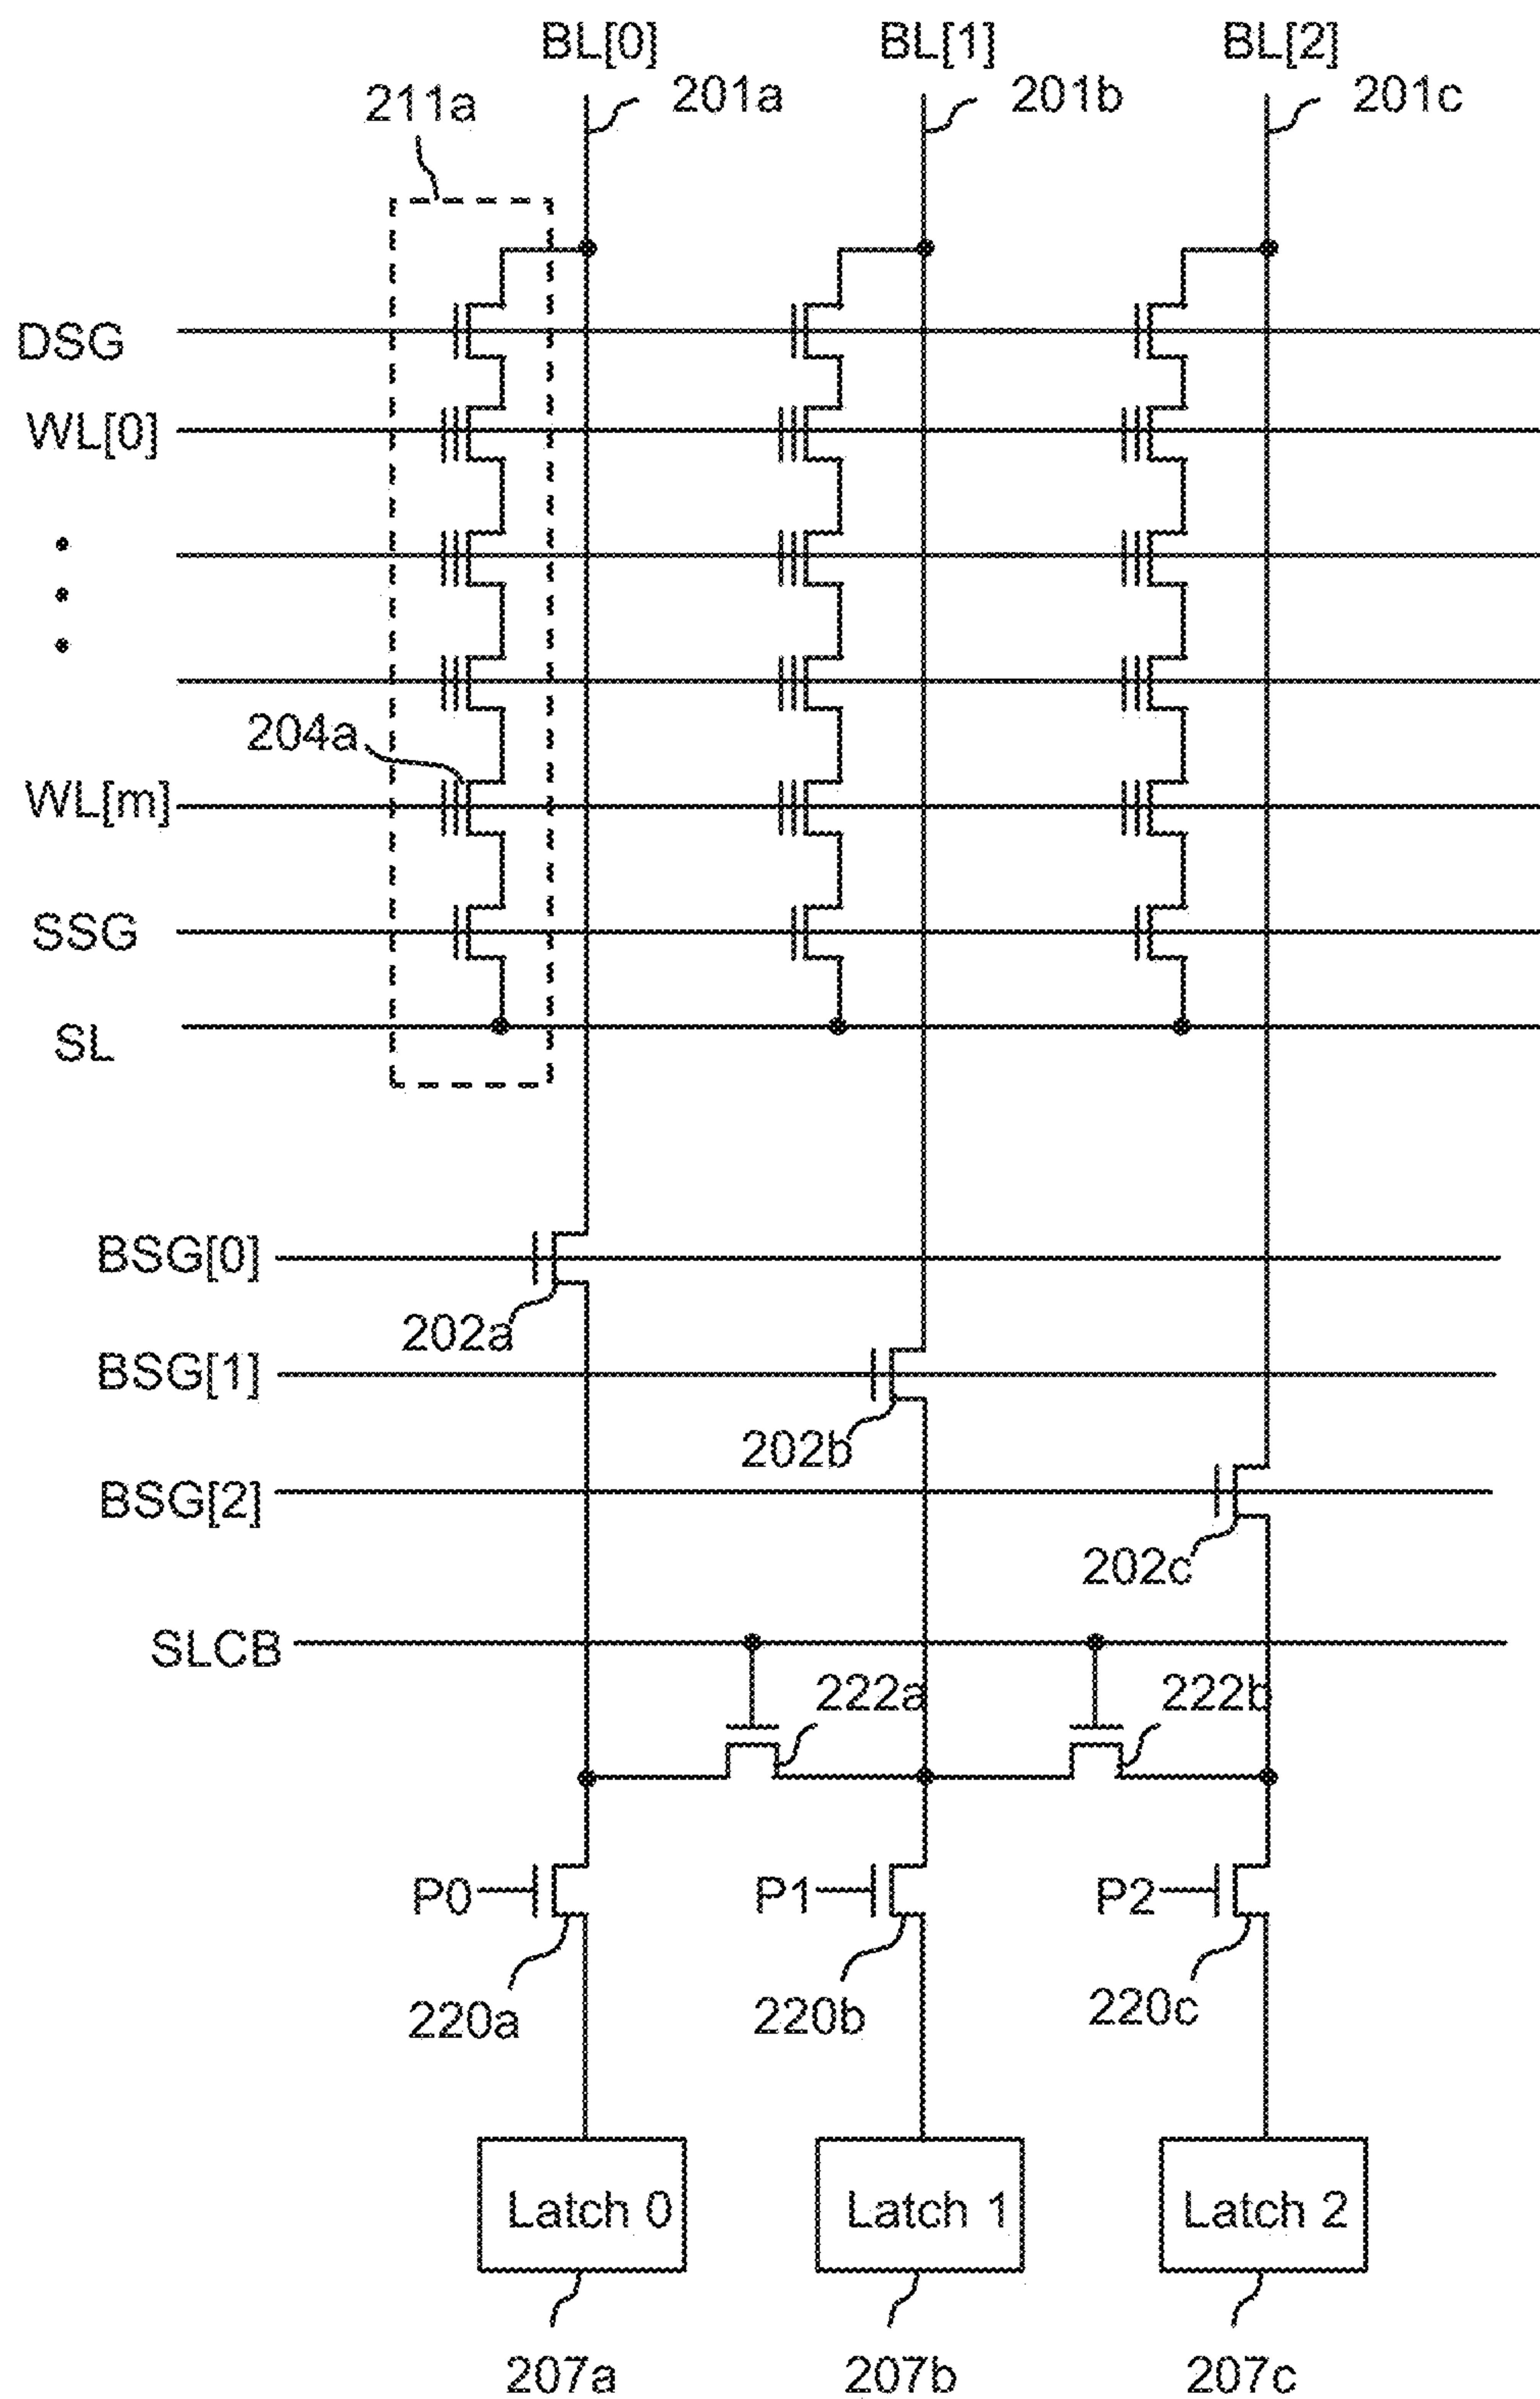 BL[0] BL[1] BL[2]
211a 201a 201b 201c
DSG
WL[0]
204a
WL[m]
SSG
SL
BSG[0]
202a
BSG[1]
202b
BSG[2]
202c
SLCB
222a 222b
P0 P1 P2
220a 220b 220c
Latch 0 Latch 1 Latch 2
207a 207b 207c